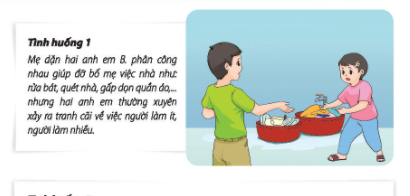 Tình huống 1
Mẹ dặn hai anh em B. phân công
nhau giúp đỡ bố mẹ việc nhà như:
rửa bát, quét nhà, gấp dọn quần áo,...
nhưng hai anh em thường xuyên
xảy ra tranh cãi về việc người làm ít,
người làm nhiều.